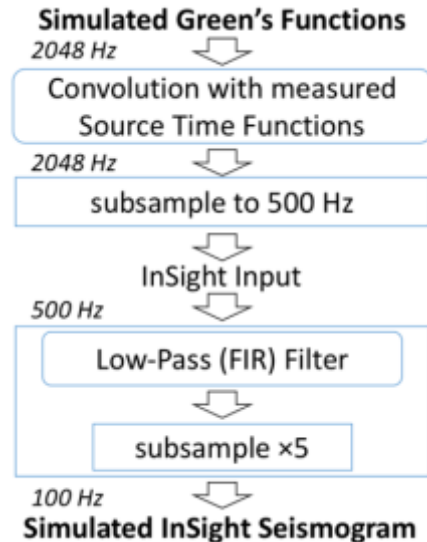 Simulated Green's Functions
2048 Hz
Convolution with measured
Source Time Functions
2048 Hz
subsample to 500 Hz
InSight Input
500 Hz
Low-Pass (FIR) Filter
subsample ×5
100 Hz
Simulated InSight Seismogram